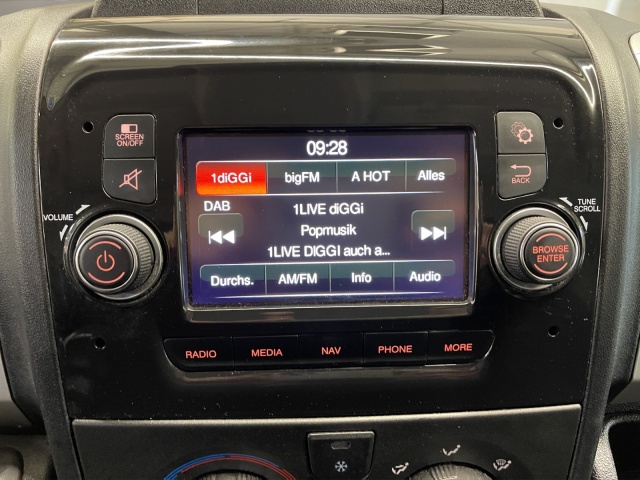 SCREEN
ON/OFF
VOLUME
09:28
1diGGi bigFM A HOT Alles
DAB
1LIVE diGGi
Popmusik
1LIVE DIGGI auch a...
Durchs. AM/FM Info Audio
BACK
TUNE
SCROLL
BROWSE
ENTER
RADIO MEDIA NAV PHONE MORE